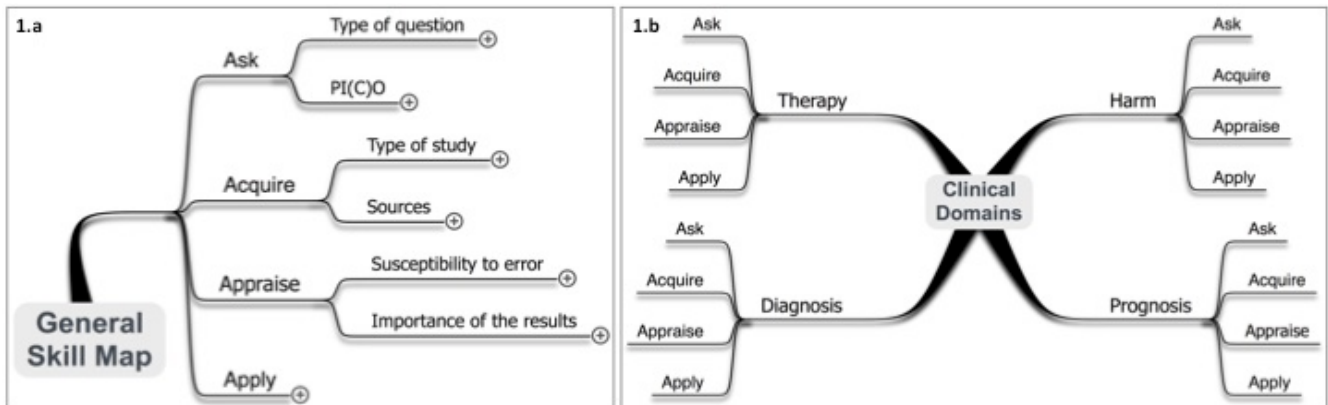 1.a
Type of question
Ask
PI(C)O
Type of study
Acquire
Sources
Susceptibility to error
Appraise
Importance of the results
General
Skill Map
Apply
1.b
Ask
Acquire
Therapy
Appraise
Apply
Ask
Acquire
Harm
Appraise
Apply
Clinical
Domains
Ask
Acquire
Diagnosis
Appraise
Apply
Ask
Acquire
Prognosis
Appraise
Apply